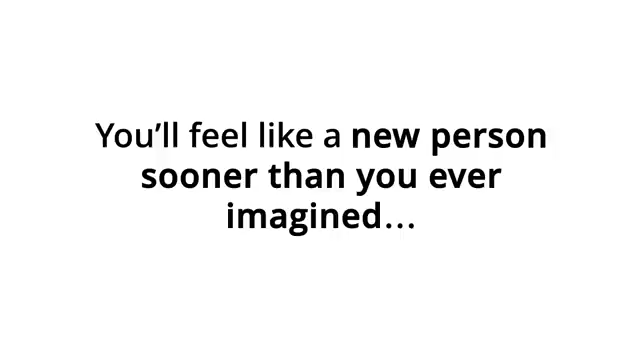 You’ll feel like a new person
sooner than you ever
imagined…